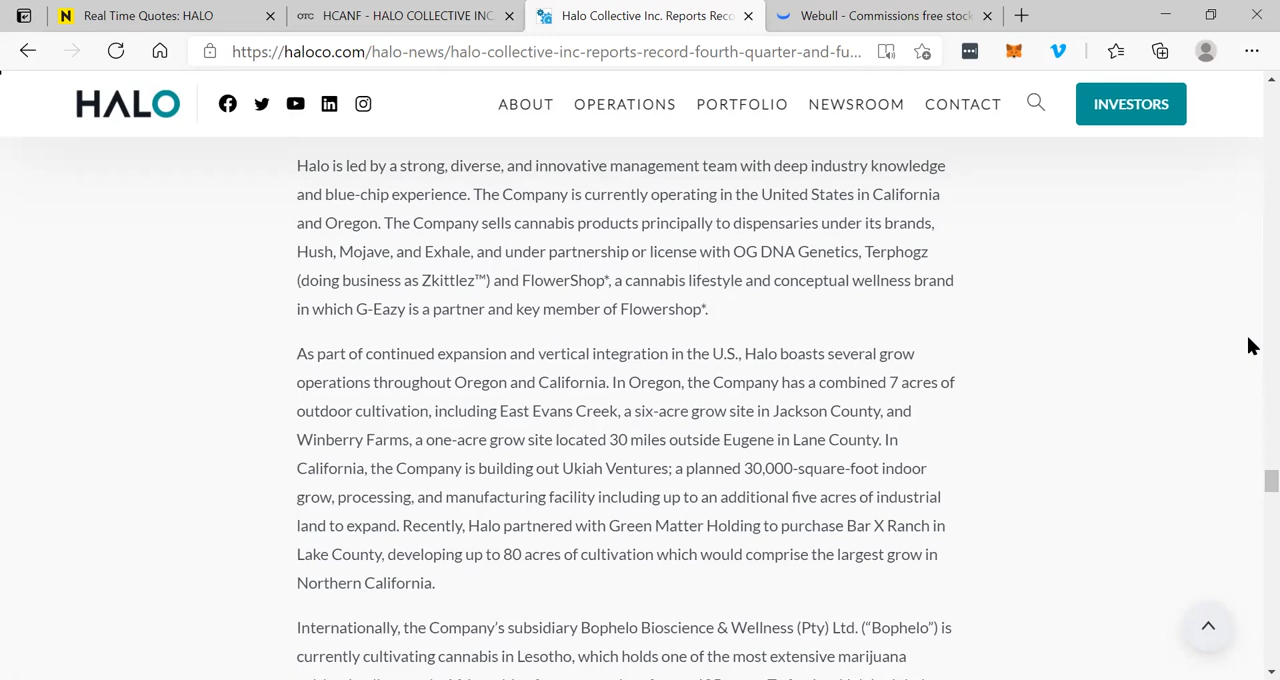 Real Time Quotes: HALO
HCANF - HALO COLLECTIVE INC.
Halo Collective Inc. Reports Reco
Webull - Commissions free stock
https://haloco.com/halo-news/halo-collective-inc-reports-record-fourth-quarter-and-fu...
HALO
ABOUT OPERATIONS PORTFOLIO NEWSROOM CONTACT INVESTORS
Halo is led by a strong, diverse, and innovative management team with deep industry knowledge
and blue-chip experience. The Company is currently operating in the United States in California
and Oregon. The Company sells cannabis products principally to dispensaries under its brands,
Hush, Mojave, and Exhale, and under partnership or license with OG DNA Genetics, Terphogz
(doing business as Zkittlez™) and FlowerShop*, a cannabis lifestyle and conceptual wellness brand
in which G-Eazy is a partner and key member of Flowershop*.
As part of continued expansion and vertical integration in the U.S., Halo boasts several grow
operations throughout Oregon and California. In Oregon, the Company has a combined 7 acres of
outdoor cultivation, including East Evans Creek, a six-acre grow site in Jackson County, and
Winberry Farms, a one-acre grow site located 30 miles outside Eugene in Lane County. In
California, the Company is building out Ukiah Ventures; a planned 30,000-square-foot indoor
grow, processing, and manufacturing facility including up to an additional five acres of industrial
land to expand. Recently, Halo partnered with Green Matter Holding to purchase Bar X Ranch in
Lake County, developing up to 80 acres of cultivation which would comprise the largest grow in
Northern California.
Internationally, the Company's subsidiary Bophelo Bioscience & Wellness (Pty) Ltd. ("Bophelo") is
currently cultivating cannabis in Lesotho, which holds one of the most extensive marijuana